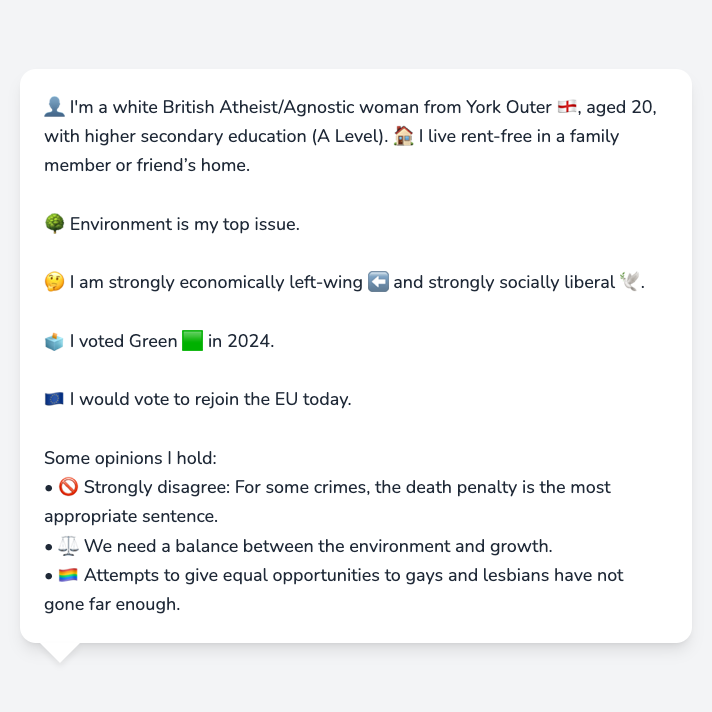 👤 I'm a white British Atheist/Agnostic woman from York Outer 🏴󠁧󠁢󠁥󠁮󠁧󠁿, aged 20,
with higher secondary education (A Level). 🏠 I live rent-free in a family
member or friend’s home.
🌳 Environment is my top issue.
🤔 I am strongly economically left-wing ⬅️ and strongly socially liberal 🕊️.
🗳️ I voted Green 🟩 in 2024.
🇪🇺 I would vote to rejoin the EU today.
Some opinions I hold:
• 🚫 Strongly disagree: For some crimes, the death penalty is the most
appropriate sentence.
• ⚖️ We need a balance between the environment and growth.
• 🏳️‍🌈 Attempts to give equal opportunities to gays and lesbians have not
gone far enough.